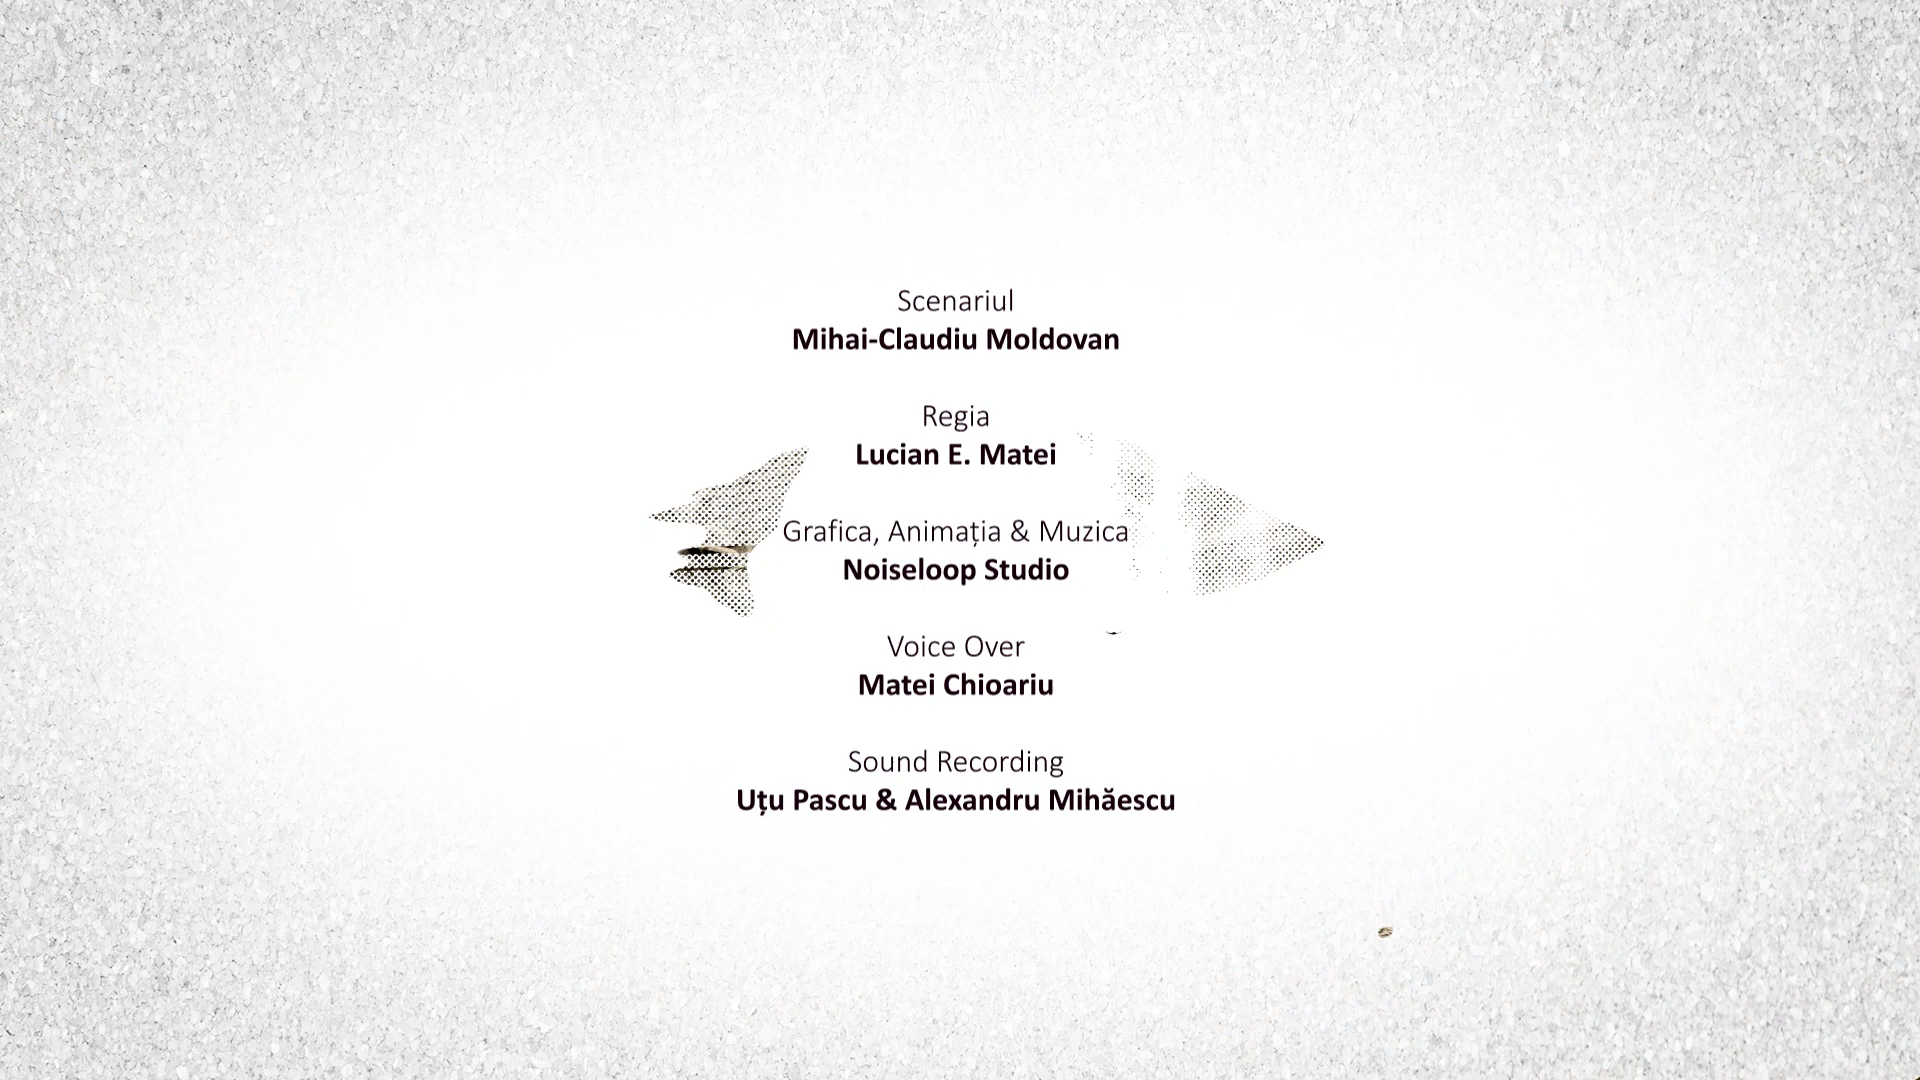 Scenariul
Mihai-Claudiu Moldovan
Regia
Lucian E. Matei
Grafica, Animația & Muzica
Noiseloop Studio
Voice Over
Matei Chioariu
Sound Recording
Uțu Pascu & Alexandru Mihăescu